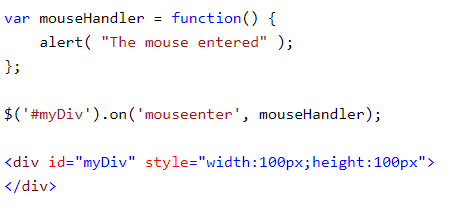 var mouseHandler = function() {
    alert( "The mouse entered" );
};
$('#myDiv').on('mouseenter', mouseHandler);
<div id="myDiv" style="width:100px;height:100px">
</div>